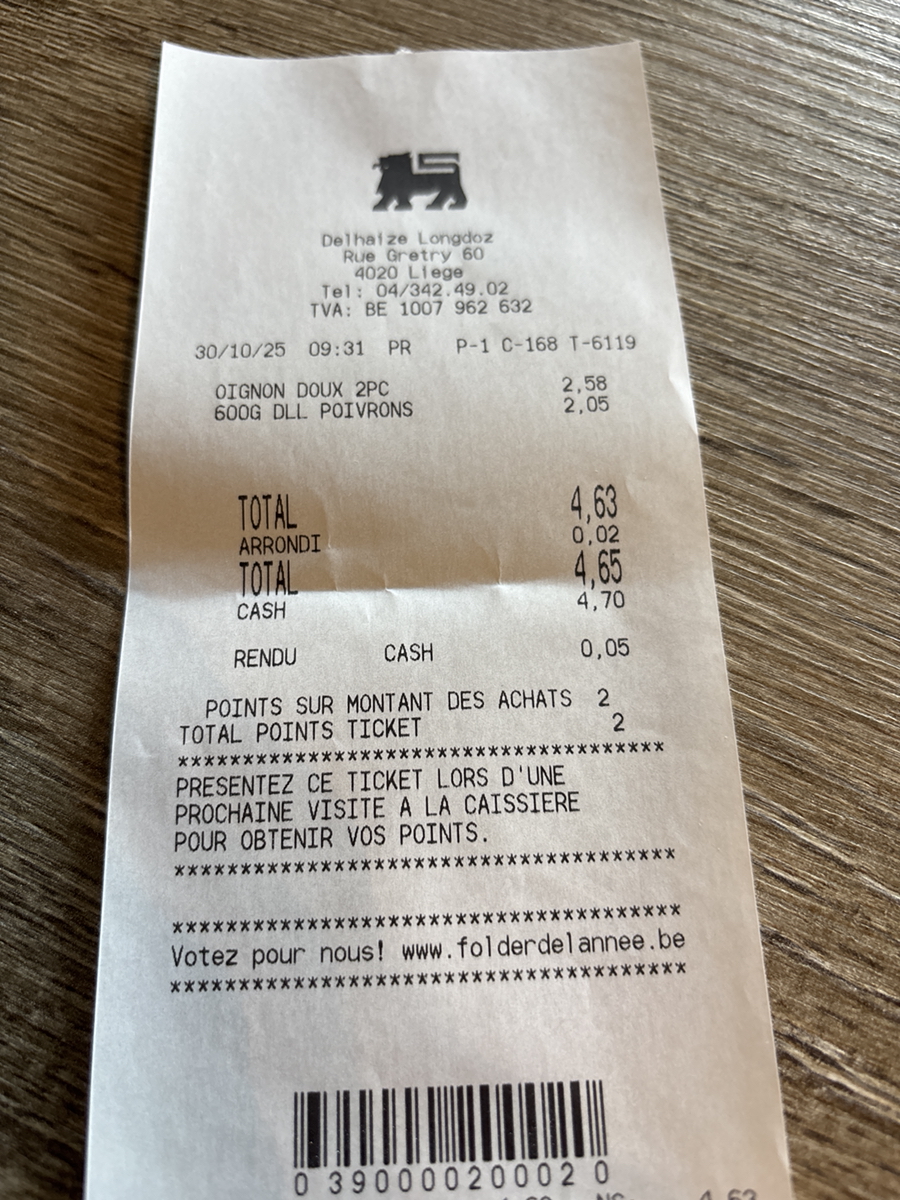 Delhaize Longdoz
Rue Gretry 60
4020 Liege
Tel: 04/342.49.02
TVA: BE 1007 962 632
30/10/25 09:31 PR P-1 C-168 T-6119
OIGNON DOUX 2PC 2,58
600G DLL POIVRONS 2,05
TOTAL 4,63
ARRONDI 0,02
TOTAL 4,65
CASH 4,70
RENDU CASH 0,05
POINTS SUR MONTANT DES ACHATS 2
TOTAL POINTS TICKET 2
****************************************
PRESENTEZ CE TICKET LORS D'UNE
PROCHAINE VISITE A LA CAISSIERE
POUR OBTENIR VOS POINTS.
****************************************
****************************************
Votez pour nous! www.folderdelannee.be
****************************************
0 39000020002 0